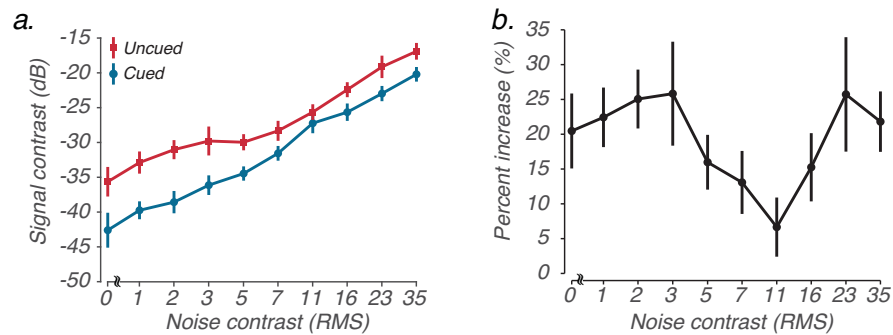 a.
Signal contrast (dB)
-15
-20
-25
-30
-35
-40
-45
-50
Uncued
Cued
0 1 2 3 5 7 11 16 23 35
Noise contrast (RMS)
b.
Percent increase (%)
35
30
25
20
15
10
5
0
0 1 2 3 5 7 11 16 23 35
Noise contrast (RMS)